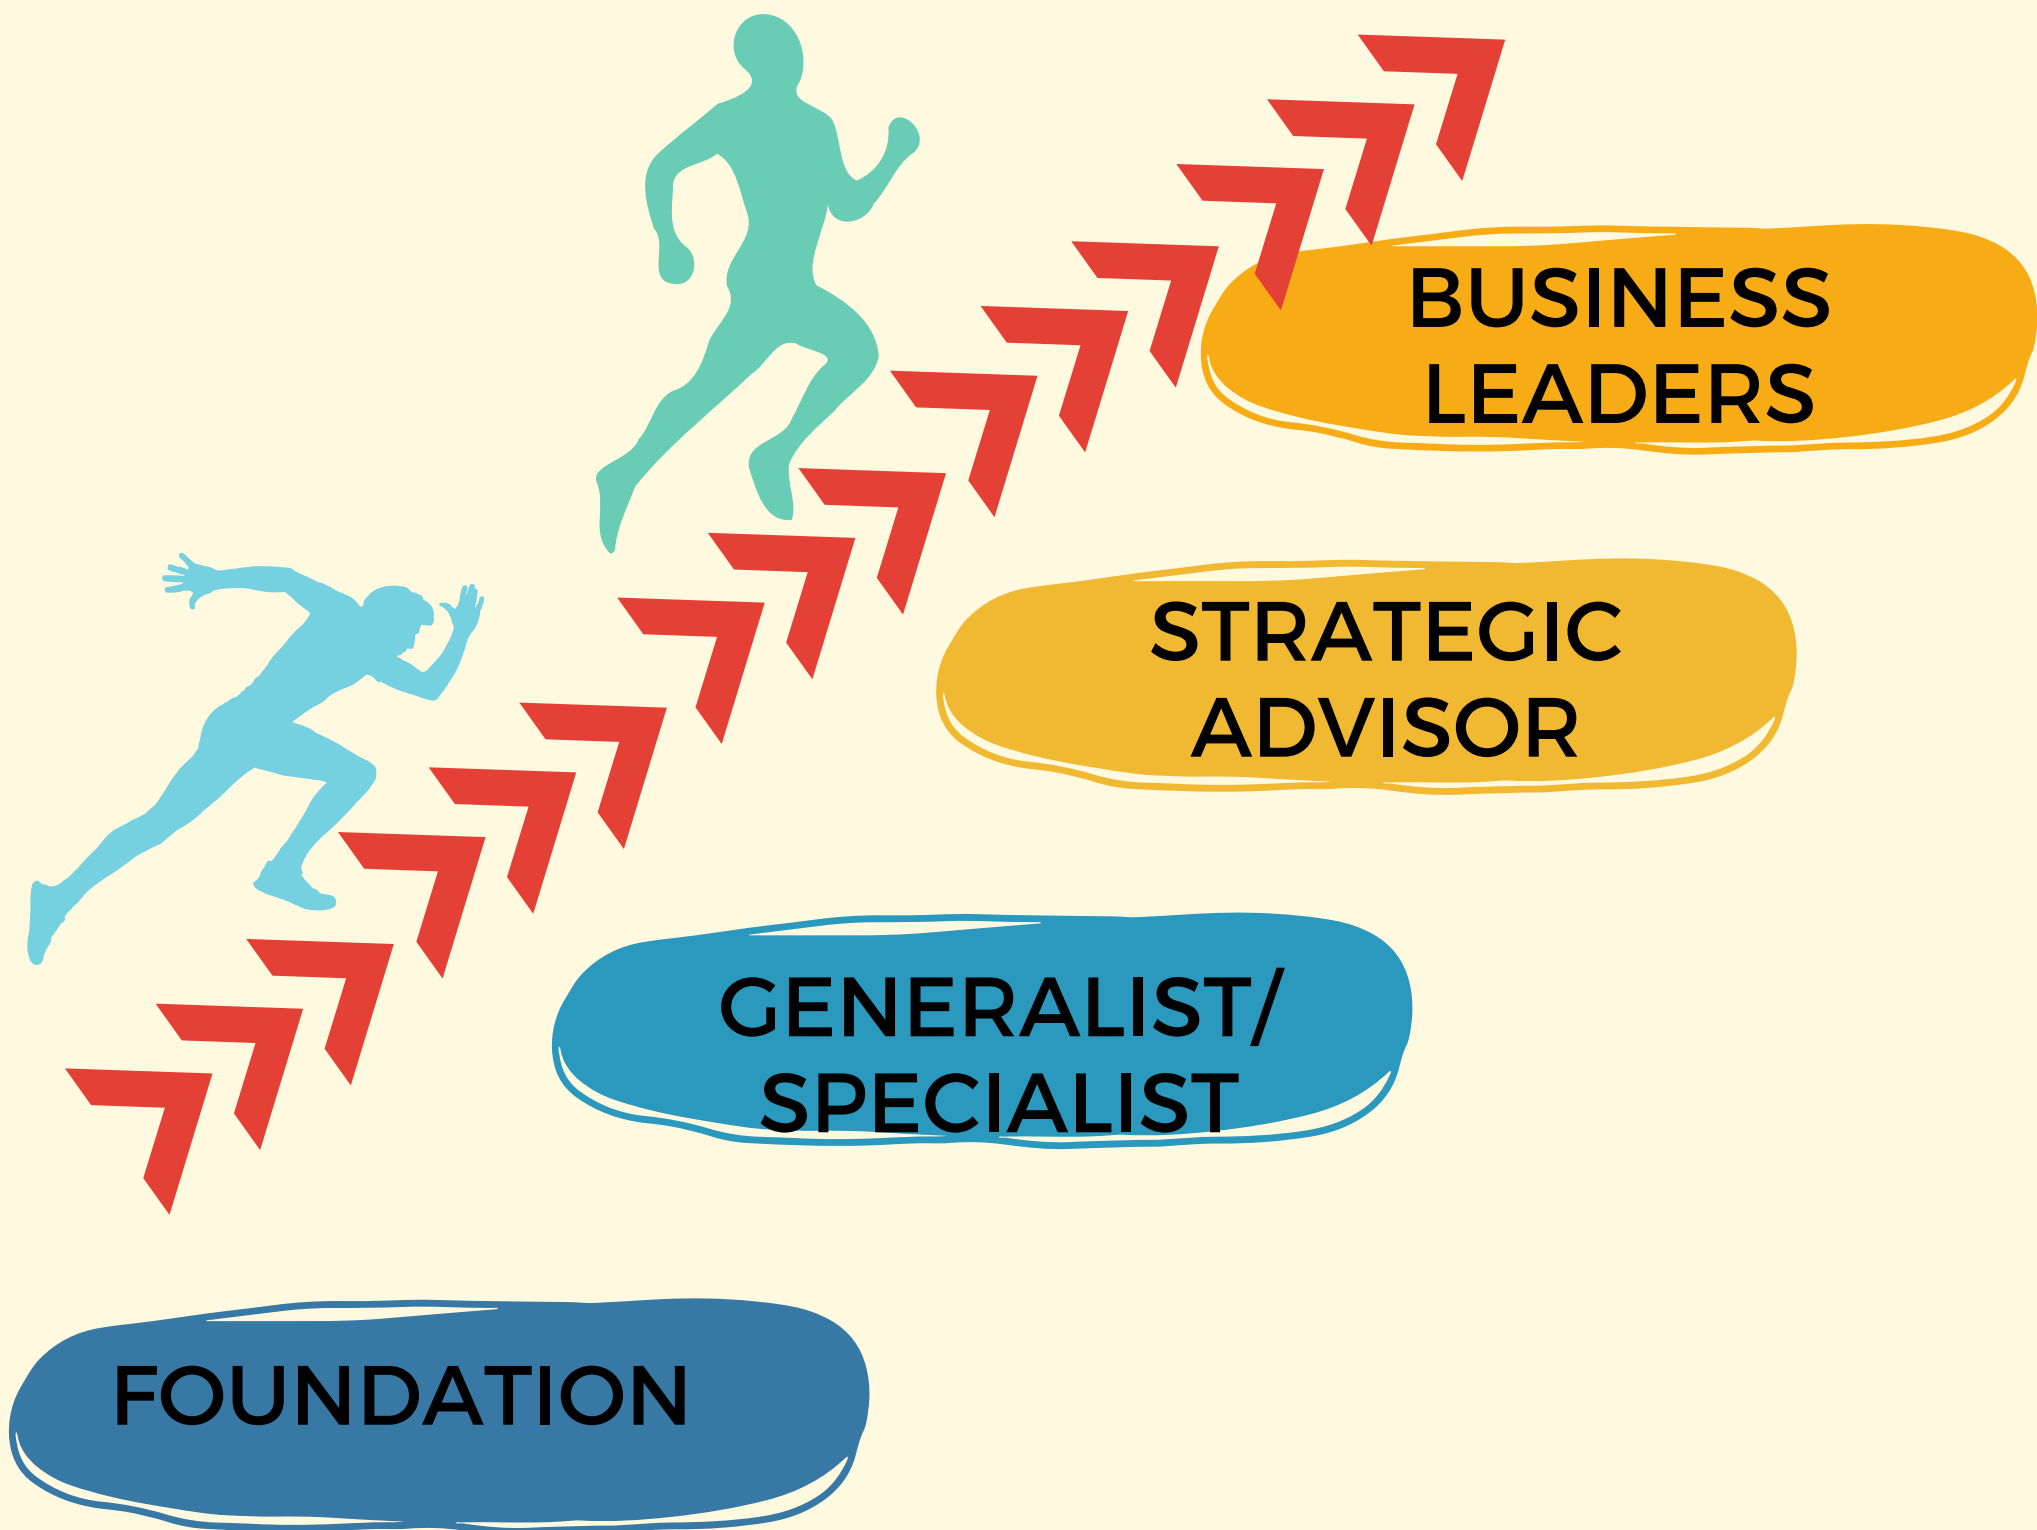 BUSINESS
LEADERS
STRATEGIC
ADVISOR
GENERALIST/
SPECIALIST
FOUNDATION